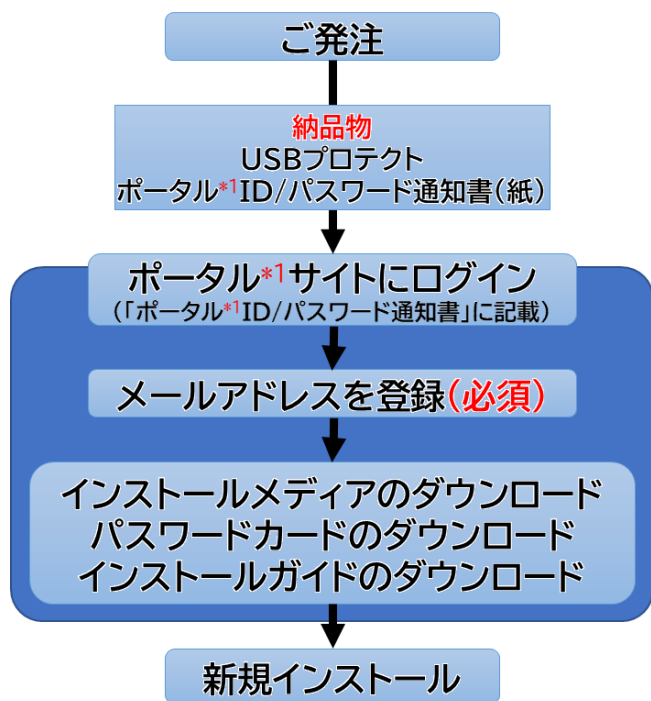 ご発注
納品物
USBプロテクト
ポータル*1ID/パスワード通知書(紙)
ポータル*1サイトにログイン
(「ポータル*1ID/パスワード通知書」に記載)
メールアドレスを登録(必須)
インストールメディアのダウンロード
パスワードカードのダウンロード
インストールガイドのダウンロード
新規インストール